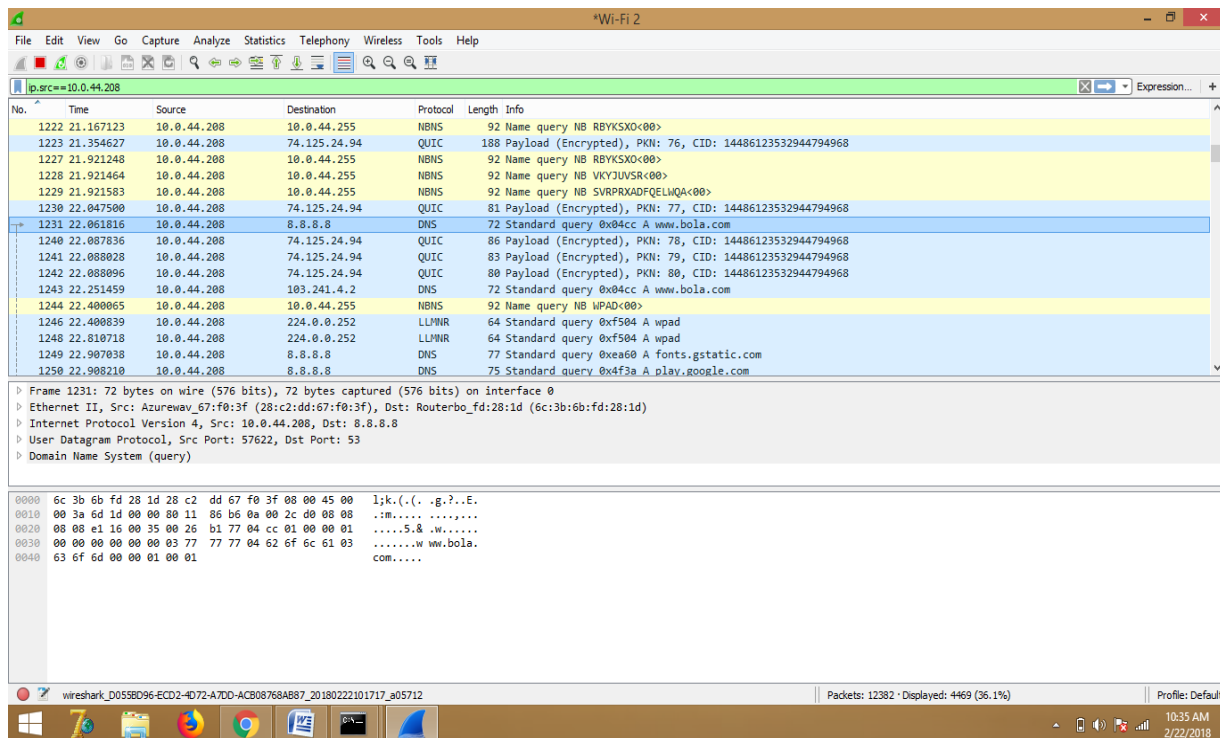 *Wi-Fi 2
File Edit View Go Capture Analyze Statistics Telephony Wireless Tools Help
ip.src==10.0.44.208 Expression... +
No. Time Source Destination Protocol Length Info
1222 21.167123 10.0.44.208 10.0.44.255 NBNS 92 Name query NB RBYKSXO<00>
1223 21.354627 10.0.44.208 74.125.24.94 QUIC 188 Payload (Encrypted), PKN: 76, CID: 14486123532944794968
1227 21.921248 10.0.44.208 10.0.44.255 NBNS 92 Name query NB RBYKSXO<00>
1228 21.921464 10.0.44.208 10.0.44.255 NBNS 92 Name query NB VKYJUVSR<00>
1229 21.921583 10.0.44.208 10.0.44.255 NBNS 92 Name query NB SVRPRXADFQELWQA<00>
1230 22.047500 10.0.44.208 74.125.24.94 QUIC 81 Payload (Encrypted), PKN: 77, CID: 14486123532944794968
1231 22.061816 10.0.44.208 8.8.8.8 DNS 72 Standard query 0x04cc A www.bola.com
1240 22.087836 10.0.44.208 74.125.24.94 QUIC 86 Payload (Encrypted), PKN: 78, CID: 14486123532944794968
1241 22.088028 10.0.44.208 74.125.24.94 QUIC 83 Payload (Encrypted), PKN: 79, CID: 14486123532944794968
1242 22.088096 10.0.44.208 74.125.24.94 QUIC 80 Payload (Encrypted), PKN: 80, CID: 14486123532944794968
1243 22.251459 10.0.44.208 103.241.4.2 DNS 72 Standard query 0x04cc A www.bola.com
1244 22.400065 10.0.44.208 10.0.44.255 NBNS 92 Name query NB WPAD<00>
1246 22.400839 10.0.44.208 224.0.0.252 LLMNR 64 Standard query 0xf504 A wpad
1248 22.810718 10.0.44.208 224.0.0.252 LLMNR 64 Standard query 0xf504 A wpad
1249 22.907038 10.0.44.208 8.8.8.8 DNS 77 Standard query 0xea60 A fonts.gstatic.com
1250 22.908210 10.0.44.208 8.8.8.8 DNS 75 Standard query 0x4f3a A play.google.com
Frame 1231: 72 bytes on wire (576 bits), 72 bytes captured (576 bits) on interface 0
Ethernet II, Src: Azurewav_67:f0:3f (28:c2:dd:67:f0:3f), Dst: Routerbo_fd:28:1d (6c:3b:6b:fd:28:1d)
Internet Protocol Version 4, Src: 10.0.44.208, Dst: 8.8.8.8
User Datagram Protocol, Src Port: 57622, Dst Port: 53
Domain Name System (query)
0000 6c 3b 6b fd 28 1d 28 c2 dd 67 f0 3f 08 00 45 00 l;k.(.(. .g.?..E.
0010 00 3a 6d 1d 00 00 80 11 86 b6 0a 00 2c d0 08 08 .:m..... ....,...
0020 08 08 e1 16 00 35 00 26 b1 77 04 cc 01 00 00 01 .....5.& .w......
0030 00 00 00 00 00 00 03 77 77 77 04 62 6f 6c 61 03 .......w ww.bola.
0040 63 6f 6d 00 00 01 00 01 com.....
wireshark_D055BD96-ECD2-4D72-A7DD-ACB08768AB87_20180222101717_a05712 Packets: 12382 · Displayed: 4469 (36.1%) Profile: Default
10:35 AM
2/22/2018